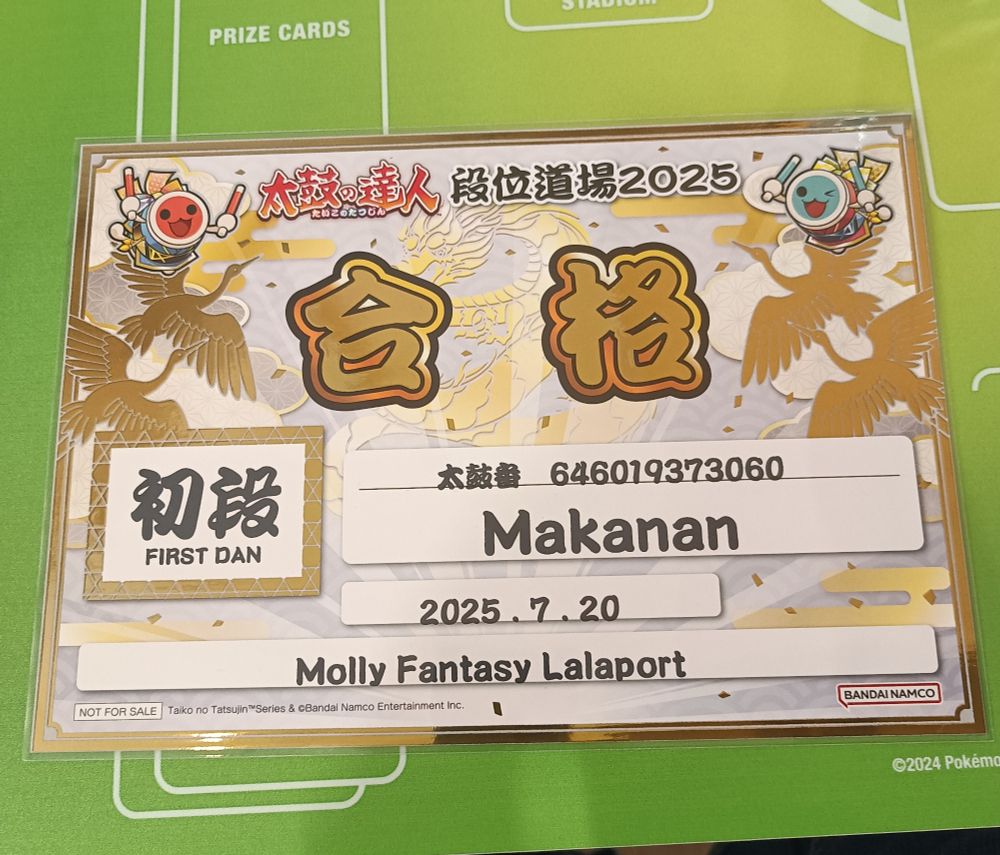 PRIZE CARDS
STADIUM
太鼓の達人
たいこのたつじん
段位道場2025
合格
初段
FIRST DAN
太鼓番 646019373060
Makanan
2025.7.20
Molly Fantasy Lalaport
NOT FOR SALE
Taiko no Tatsujin™Series & ©Bandai Namco Entertainment Inc.
BANDAI NAMCO
©2024 Pokémo